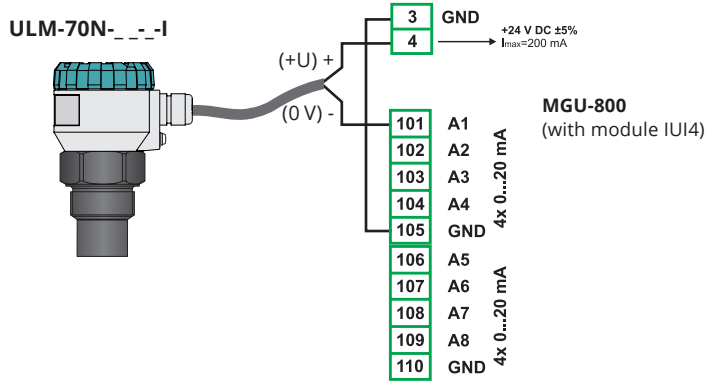 ULM-70N-_ _-_-I
3 GND
4
+24 V DC ±5%
Imax=200 mA
(+U) +
(0 V) -
MGU-800
(with module IUI4)
101 A1
102 A2
103 A3
104 A4
105 GND
4x 0...20 mA
106 A5
107 A6
108 A7
109 A8
110 GND
4x 0...20 mA